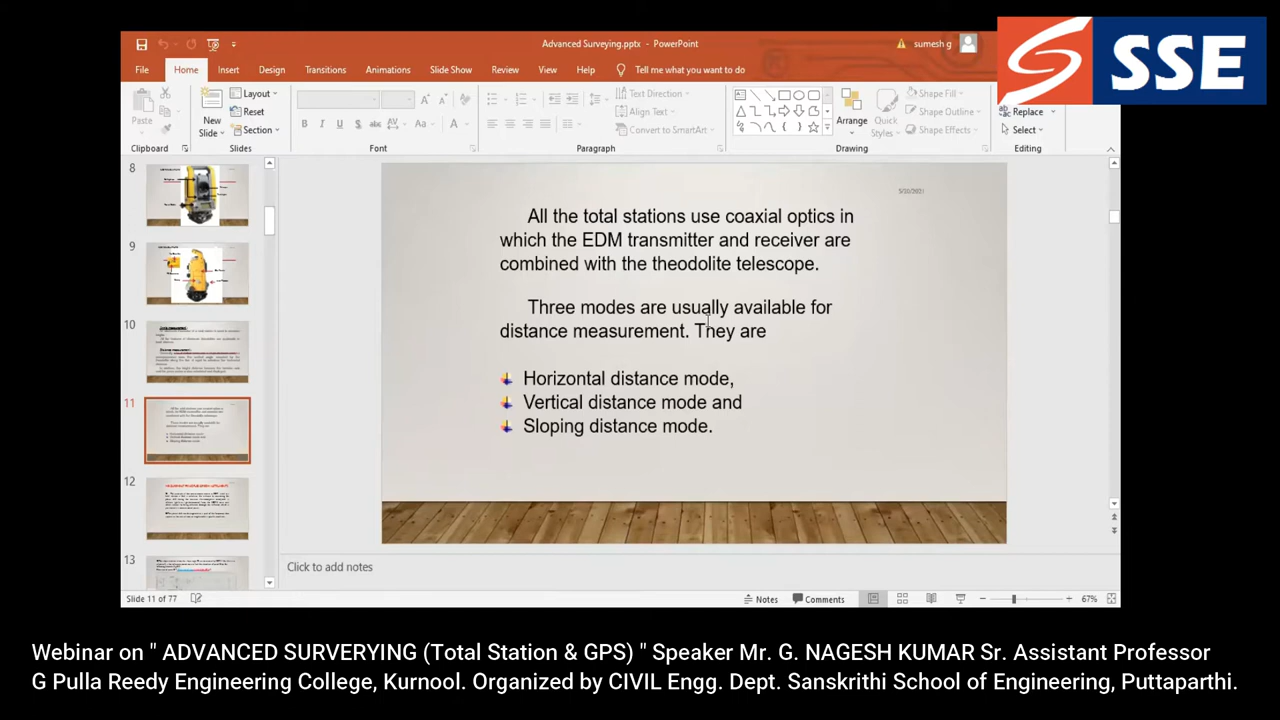 SSE
Advanced Surveying.pptx - PowerPoint
sumesh g
File Home Insert Design Transitions Animations Slide Show Review View Help Tell me what you want to do
Paste
New
Slide
Layout
Reset
Section
B I U S abc AV Aa A
Text Direction
Align Text
Convert to SmartArt
Arrange
Quick
Styles
Shape Fill
Shape Outline
Shape Effects
Replace
Select
Clipboard Slides Font Paragraph Drawing Editing
8
9
10
11
12
13
5/20/2021
All the total stations use coaxial optics in
which the EDM transmitter and receiver are
combined with the theodolite telescope.
Three modes are usually available for
distance measurement. They are
Horizontal distance mode,
Vertical distance mode and
Sloping distance mode.
Click to add notes
Slide 11 of 77
Notes Comments 67%
Webinar on " ADVANCED SURVERYING (Total Station & GPS) " Speaker Mr. G. NAGESH KUMAR Sr. Assistant Professor
G Pulla Reedy Engineering College, Kurnool. Organized by CIVIL Engg. Dept. Sanskrithi School of Engineering, Puttaparthi.